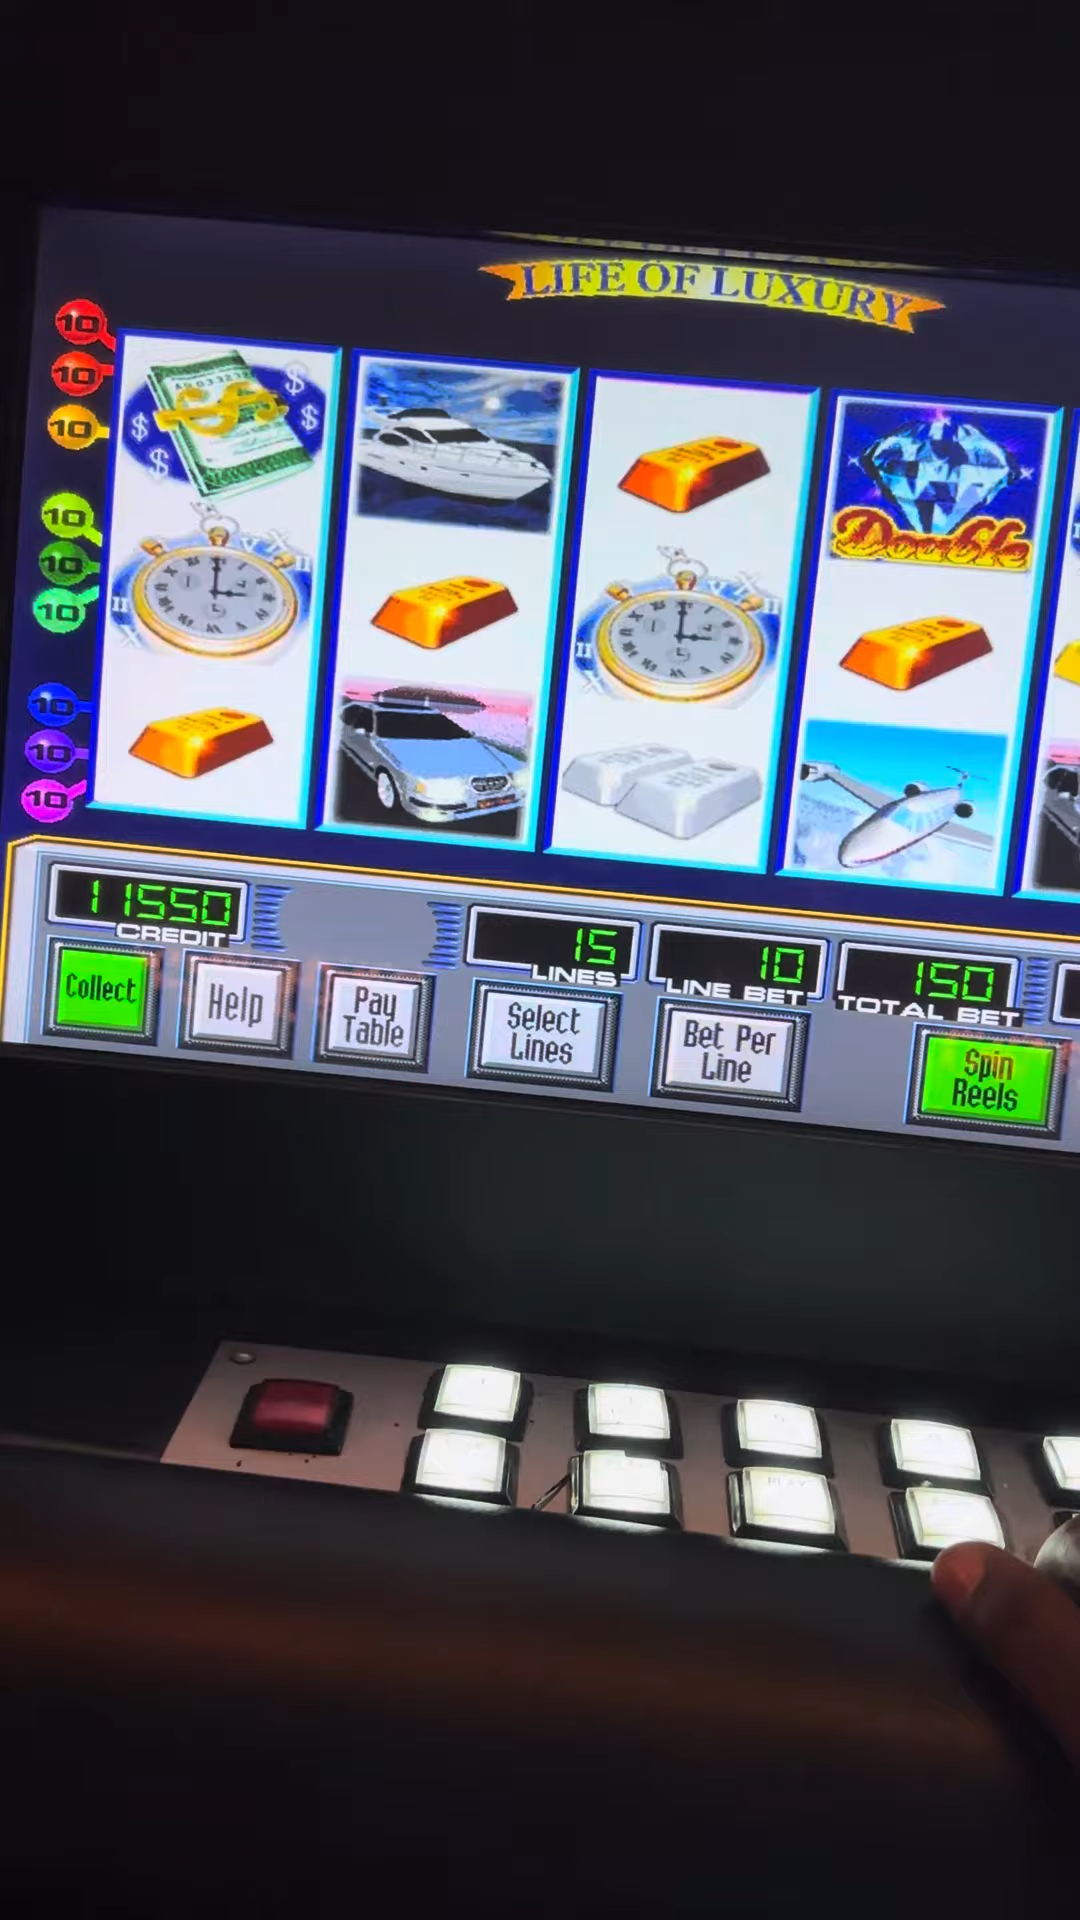 LIFE OF LUXURY
10
10
10
10
10
10
10
10
10
Double
11550
CREDIT
15
LINES
10
LINE BET
150
TOTAL BET
Collect
Help
Pay
Table
Select
Lines
Bet Per
Line
Spin
Reels